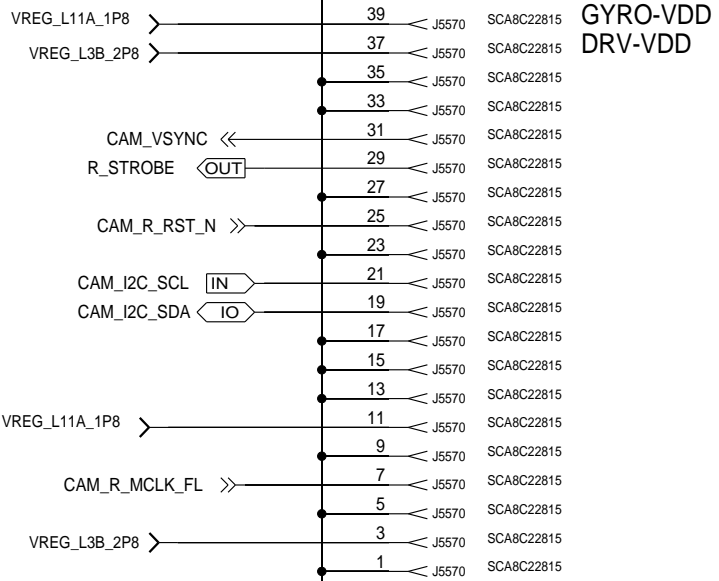 VREG_L11A_1P8 39 J5570 SCA8C22815 GYRO-VDD
VREG_L3B_2P8 37 J5570 SCA8C22815 DRV-VDD
35 J5570 SCA8C22815
33 J5570 SCA8C22815
CAM_VSYNC 31 J5570 SCA8C22815
R_STROBE OUT 29 J5570 SCA8C22815
27 J5570 SCA8C22815
CAM_R_RST_N 25 J5570 SCA8C22815
23 J5570 SCA8C22815
CAM_I2C_SCL IN 21 J5570 SCA8C22815
CAM_I2C_SDA IO 19 J5570 SCA8C22815
17 J5570 SCA8C22815
15 J5570 SCA8C22815
13 J5570 SCA8C22815
VREG_L11A_1P8 11 J5570 SCA8C22815
9 J5570 SCA8C22815
CAM_R_MCLK_FL 7 J5570 SCA8C22815
5 J5570 SCA8C22815
VREG_L3B_2P8 3 J5570 SCA8C22815
1 J5570 SCA8C22815